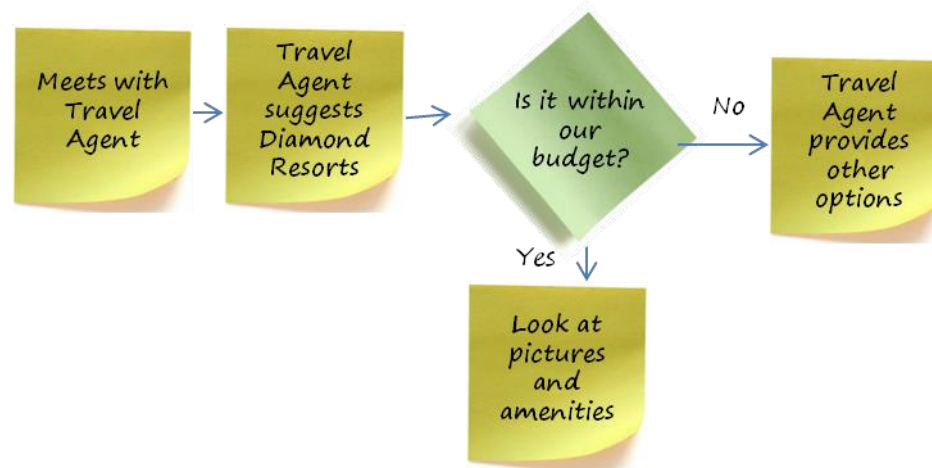 Meets with
Travel
Agent
Travel
Agent
suggests
Diamond
Resorts
Is it within
our
budget?
No
Travel
Agent
provides
other
options
Yes
Look at
pictures
and
amenities